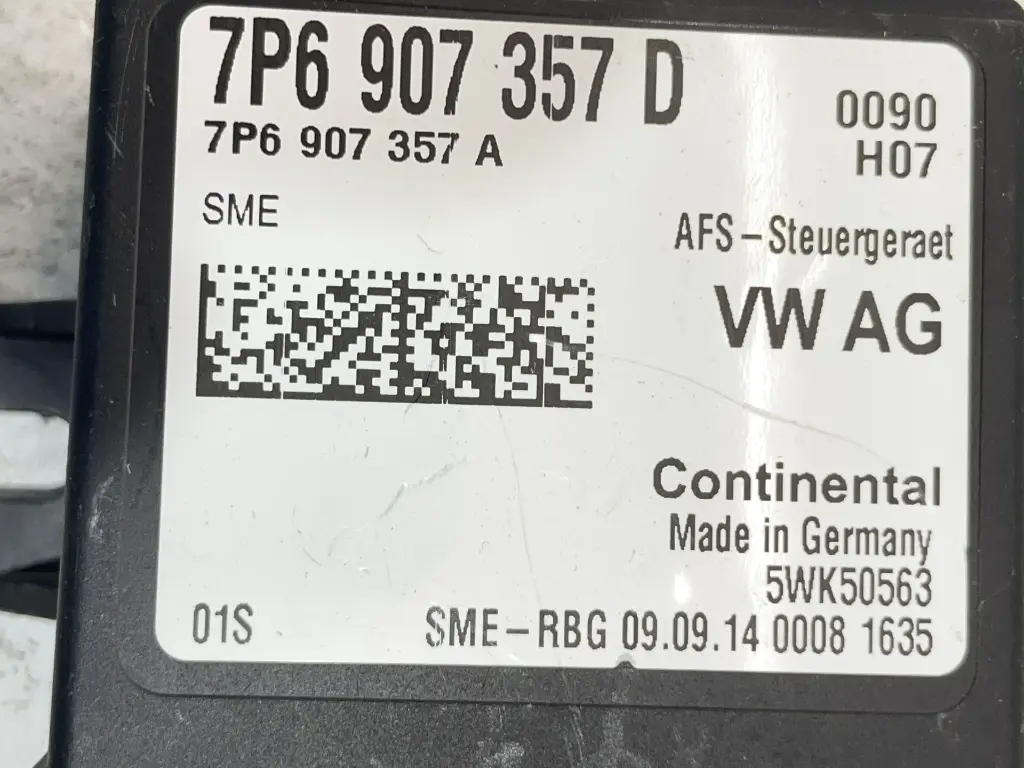 7P6 907 357 D
7P6 907 357 A
0090
H07
SME
AFS-Steuergeraet
VW AG
Continental
Made in Germany
5WK50563
01S
SME-RBG 09.09.14 0008 1635